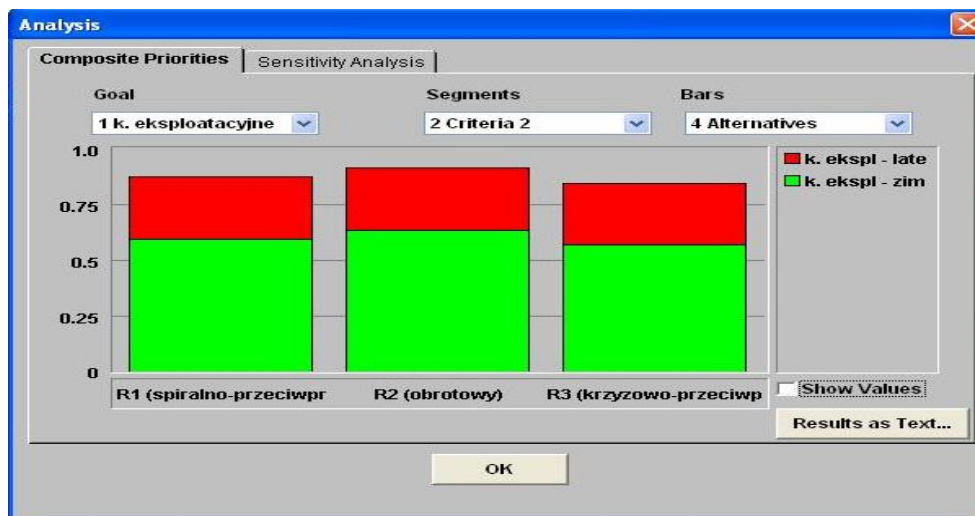 Analysis
Composite Priorities
Sensitivity Analysis
Goal
Segments
Bars
1 k. eksploatacyjne
2 Criteria 2
4 Alternatives
1.0
0.75
0.5
0.25
0
k. ekspl - late
k. ekspl - zim
R1 (spiralno-przeciwpr
R2 (obrotowy)
R3 (krzyzowo-przeciwp
Show Values
Results as Text...
OK